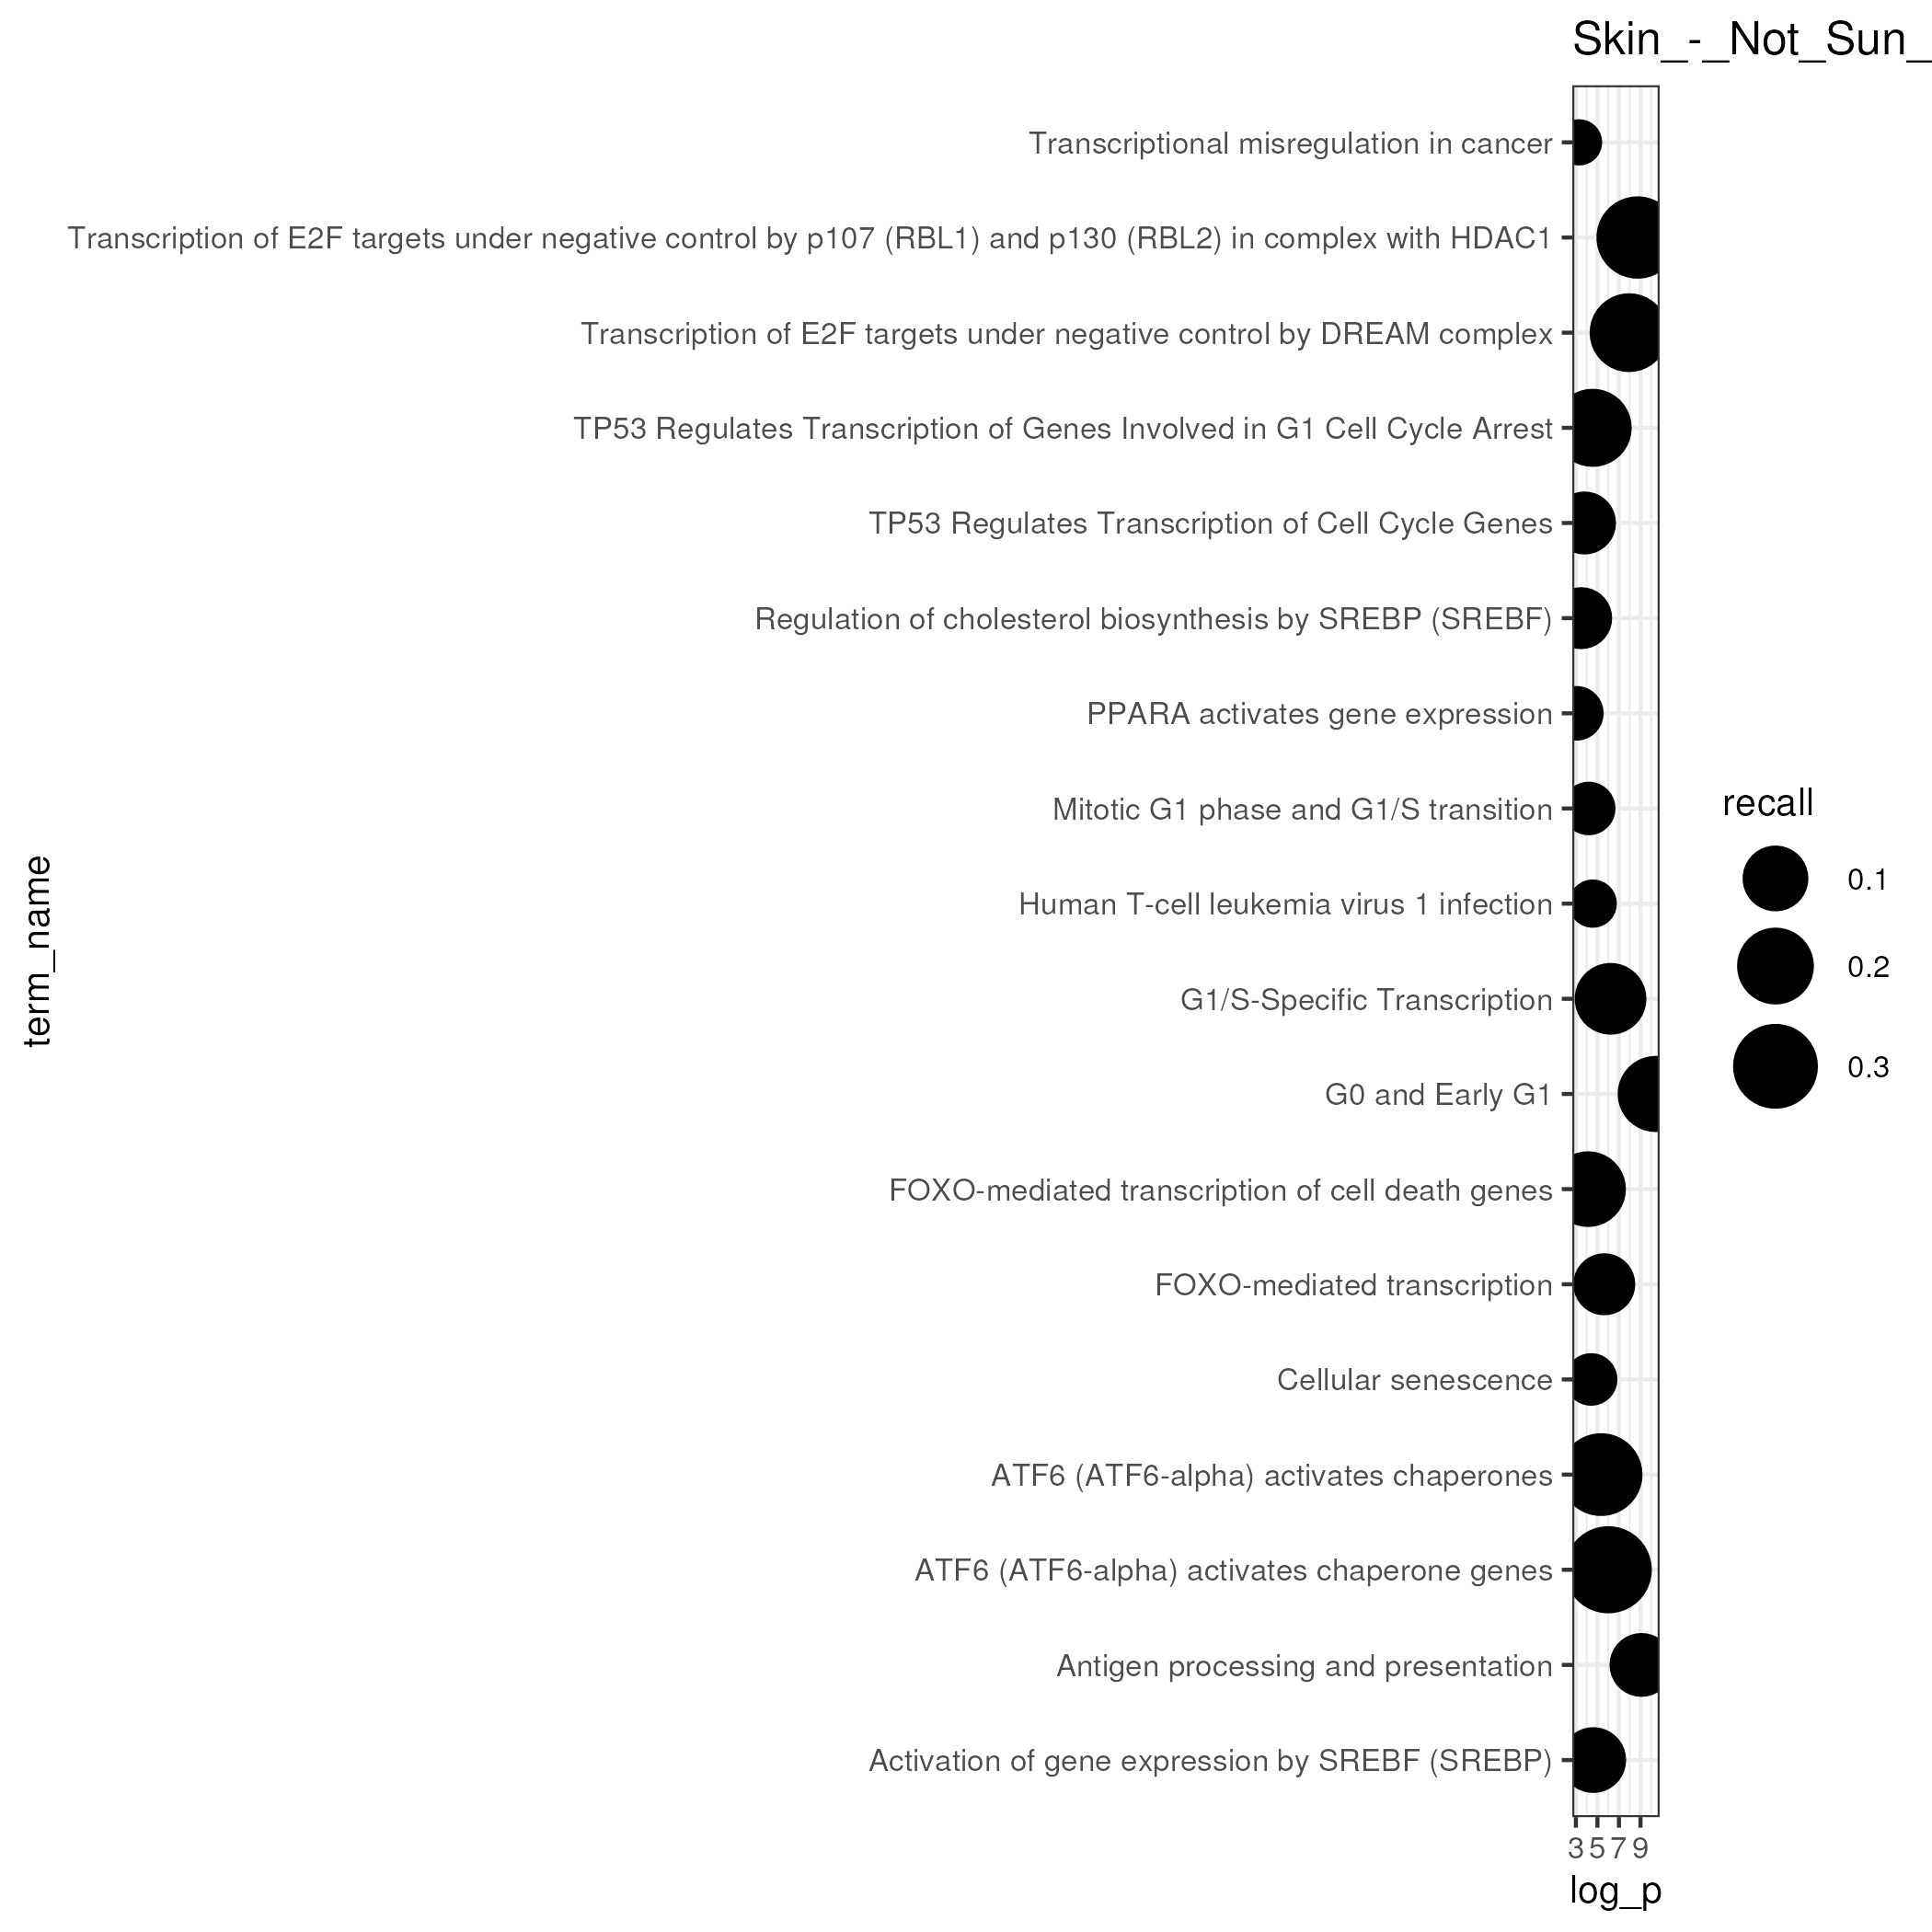 Skin_-_Not_Sun_
Transcriptional misregulation in cancer
Transcription of E2F targets under negative control by p107 (RBL1) and p130 (RBL2) in complex with HDAC1
Transcription of E2F targets under negative control by DREAM complex
TP53 Regulates Transcription of Genes Involved in G1 Cell Cycle Arrest
TP53 Regulates Transcription of Cell Cycle Genes
Regulation of cholesterol biosynthesis by SREBP (SREBF)
PPARA activates gene expression
Mitotic G1 phase and G1/S transition
Human T-cell leukemia virus 1 infection
G1/S-Specific Transcription
G0 and Early G1
FOXO-mediated transcription of cell death genes
FOXO-mediated transcription
Cellular senescence
ATF6 (ATF6-alpha) activates chaperones
ATF6 (ATF6-alpha) activates chaperone genes
Antigen processing and presentation
Activation of gene expression by SREBF (SREBP)
term_name
3 5 7 9
log_p
recall
0.1
0.2
0.3